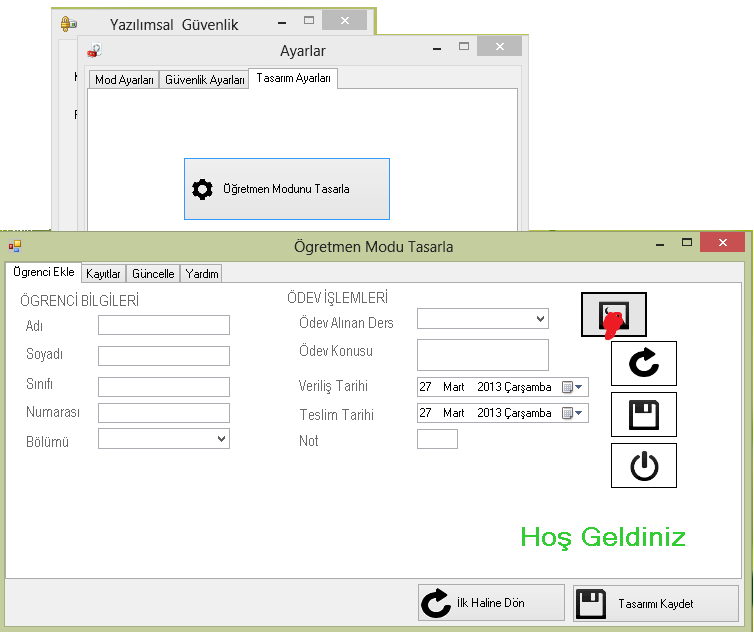 Yazılımsal Güvenlik
Ayarlar
Mod Ayarları Güvenlik Ayarları Tasarım Ayarları
Öğretmen Modunu Tasarla
Ögretmen Modu Tasarla
Ögrenci Ekle Kayıtlar Güncelle Yardım
ÖGRENCİ BİLGİLERİ
Adı
Soyadı
Sınıfı
Numarası
Bölümü
ÖDEV İŞLEMLERİ
Ödev Alınan Ders
Ödev Konusu
Veriliş Tarihi 27 Mart 2013 Çarşamba
Teslim Tarihi 27 Mart 2013 Çarşamba
Not
Hoş Geldiniz
İlk Haline Dön
Tasarımı Kaydet